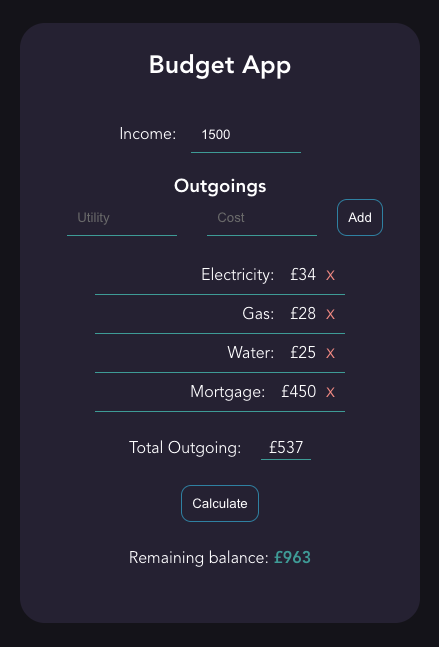 Budget App
Income: 1500
Outgoings
Utility Cost Add
Electricity: £34 X
Gas: £28 X
Water: £25 X
Mortgage: £450 X
Total Outgoing: £537
Calculate
Remaining balance: £963